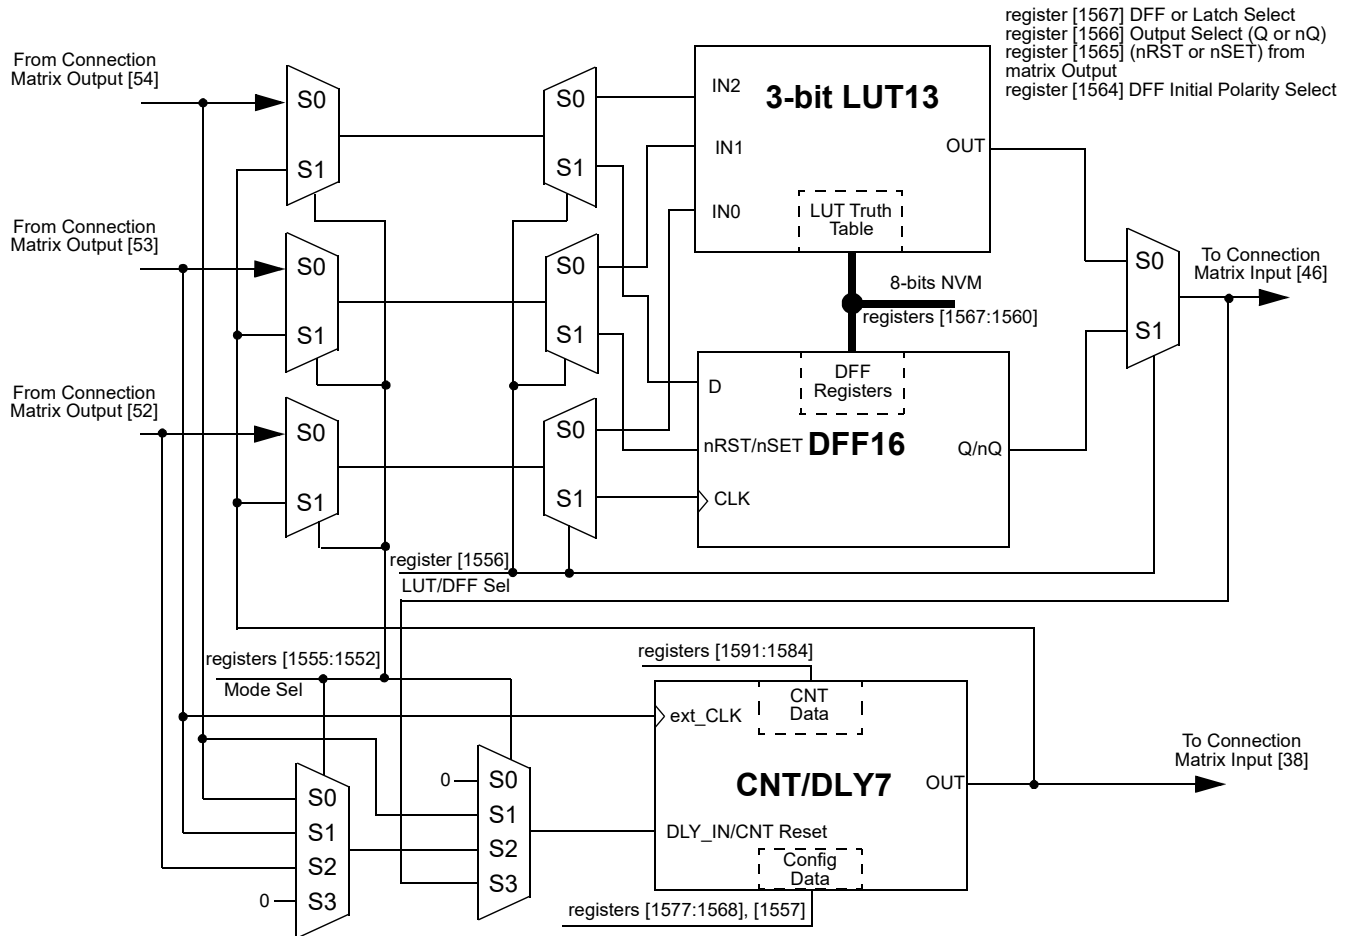 register [1567] DFF or Latch Select
register [1566] Output Select (Q or nQ)
register [1565] (nRST or nSET) from
matrix Output
register [1564] DFF Initial Polarity Select
From Connection
Matrix Output [54]
S0
S1
S0
S1
IN2
IN1
IN0
3-bit LUT13
OUT
LUT Truth
Table
From Connection
Matrix Output [53]
S0
S1
S0
S1
8-bits NVM
registers [1567:1560]
S0
S1
To Connection
Matrix Input [46]
From Connection
Matrix Output [52]
S0
S1
S0
S1
D
nRST/nSET
CLK
DFF
Registers
DFF16
Q/nQ
register [1556]
LUT/DFF Sel
registers [1555:1552]
Mode Sel
registers [1591:1584]
ext_CLK
CNT
Data
CNT/DLY7
OUT
DLY_IN/CNT Reset
Config
Data
To Connection
Matrix Input [38]
0
S0
S1
S2
S3
S0
S1
S2
0
S3
registers [1577:1568], [1557]